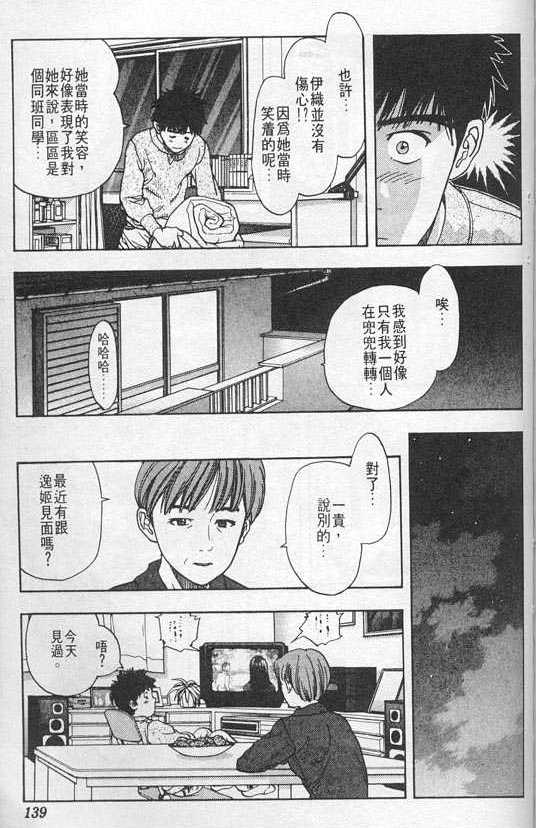 也許…
伊織並沒有
傷心!?
因爲她當時
笑着的呢…
她當時的笑容，
好像表現了我對
她來說，區區是
個同班同學…
唉…
我感到好像
只有我一個人
在兜兜轉轉…
哈哈哈……
對了…
一貴，
說別的…
最近有跟
逸姬見面嗎？
唔？
今天
見過。
139